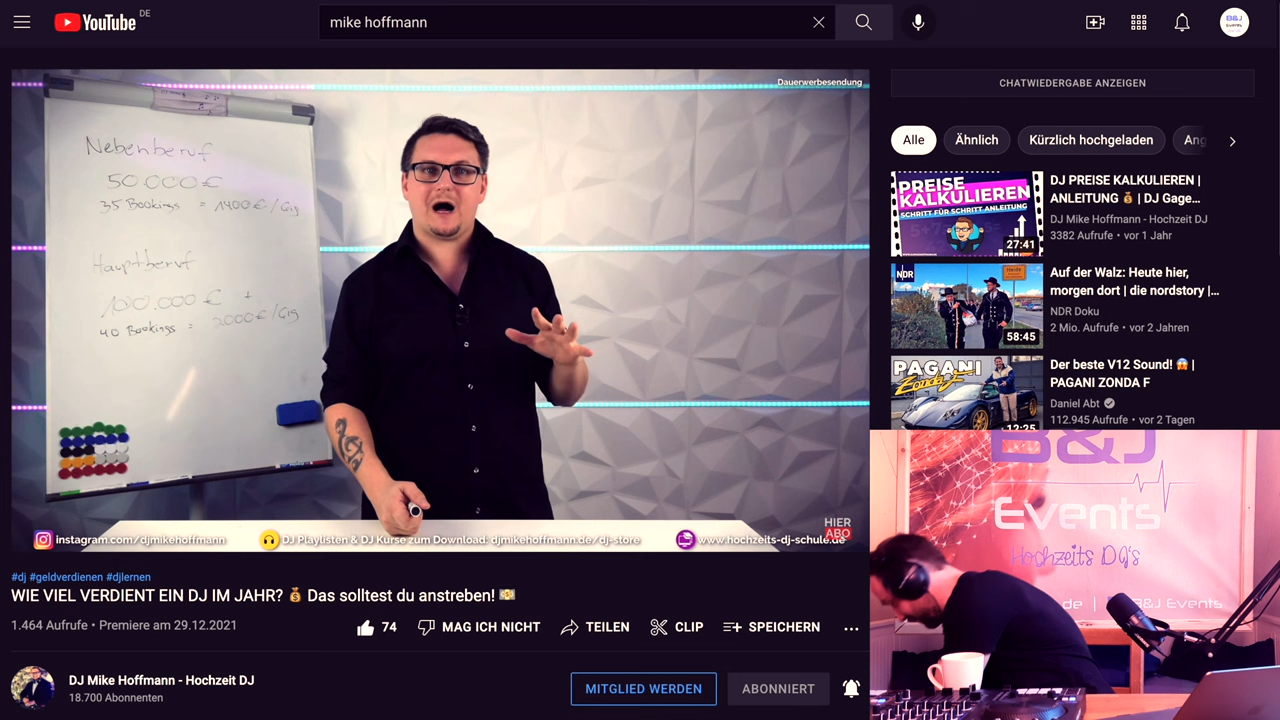 YouTube DE
mike hoffmann
B&J
Dauerwerbesendung
Nebenberuf
50.000 €
35 Bookings = 1400 € / Gig
Hauptberuf
100.000 € +
40 Bookings = 2000 € / Gig
instagram.com/djmikehoffmann
DJ Playlisten & DJ Kurse zum Download: djmikehoffmann.de/dj-store
www.hochzeits-dj-schule.de
HIER
ABO
#dj #geldverdienen #djlernen
WIE VIEL VERDIENT EIN DJ IM JAHR? 💰 Das solltest du anstreben! 💴
1.464 Aufrufe • Premiere am 29.12.2021
74
MAG ICH NICHT
TEILEN
CLIP
SPEICHERN
DJ Mike Hoffmann - Hochzeit DJ
18.700 Abonnenten
MITGLIED WERDEN
ABONNIERT
CHATWIEDERGABE ANZEIGEN
Alle
Ähnlich
Kürzlich hochgeladen
Ang
PREISE
KALKULIEREN
SCHRITT FÜR SCHRITT ANLEITUNG
27:41
DJ PREISE KALKULIEREN |
ANLEITUNG 💰 | DJ Gage...
DJ Mike Hoffmann - Hochzeit DJ
3382 Aufrufe • vor 1 Jahr
NDR
58:45
Auf der Walz: Heute hier,
morgen dort | die nordstory |...
NDR Doku
2 Mio. Aufrufe • vor 2 Jahren
PAGANI
Zonda F
12:25
Der beste V12 Sound! 😱 |
PAGANI ZONDA F
Daniel Abt
112.945 Aufrufe • vor 2 Tagen
B&J
Events
Hochzeits DJ's
.de | B&J Events